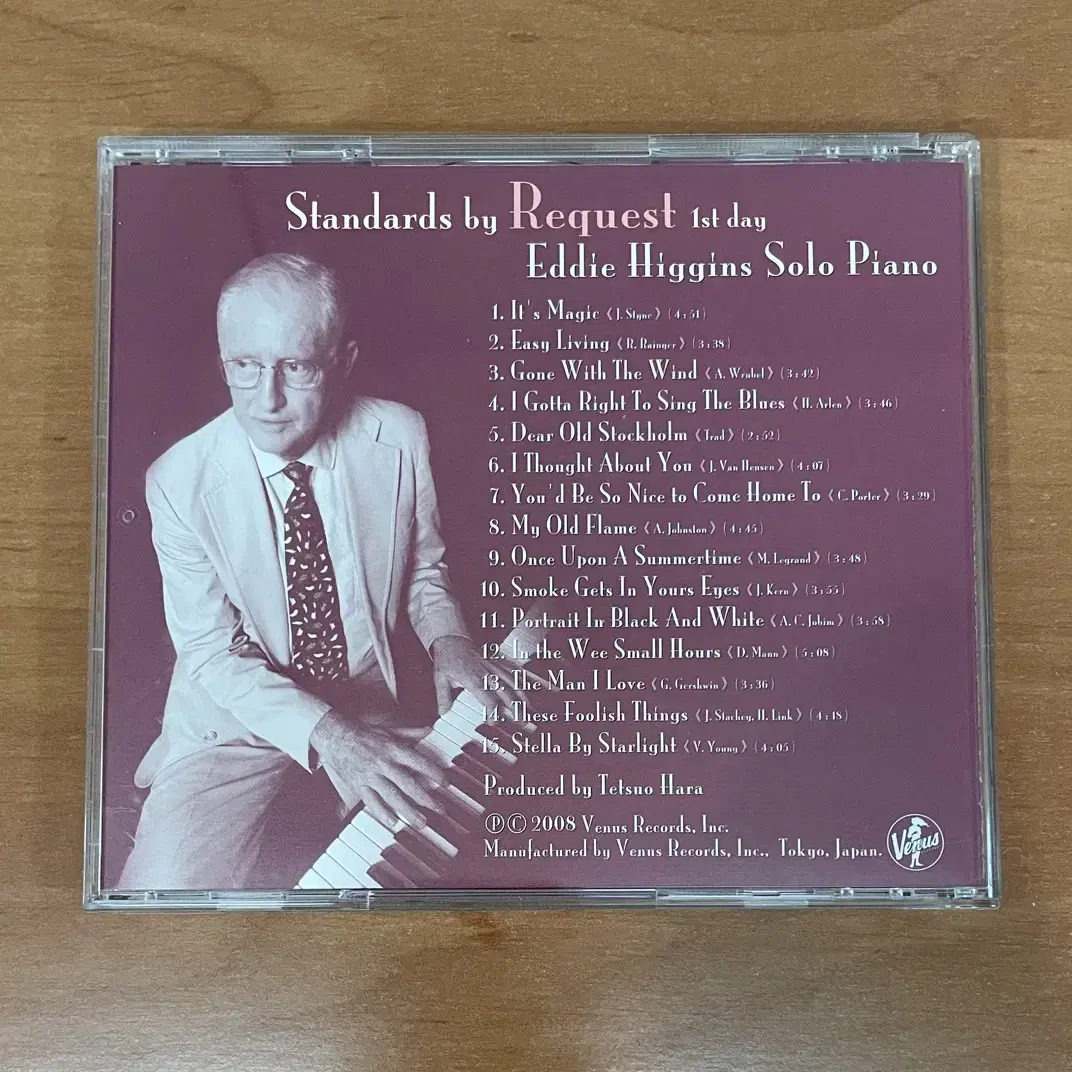 Standards by Request 1st day
Eddie Higgins Solo Piano
1. It's Magic《J. Styne》(4:51)
2. Easy Living《R. Rainger》(3:38)
3. Gone With The Wind《A. Wrubel》(3:42)
4. I Gotta Right To Sing The Blues《H. Arlen》(3:46)
5. Dear Old Stockholm《Trad》(2:52)
6. I Thought About You《J. Van Heusen》(4:07)
7. You'd Be So Nice to Come Home To《C. Porter》(3:29)
8. My Old Flame《A. Johnston》(4:45)
9. Once Upon A Summertime《M. Legrand》(3:48)
10. Smoke Gets In Yours Eyes《J. Kern》(3:55)
11. Portrait In Black And White《A. C. Jobim》(3:58)
12. In the Wee Small Hours《D. Mann》(5:08)
13. The Man I Love《G. Gershwin》(3:36)
14. These Foolish Things《J. Stachey, H. Link》(4:18)
15. Stella By Starlight《V. Young》(4:05)
Produced by Tetsuo Hara
Ⓟ© 2008 Venus Records, Inc.
Manufactured by Venus Records, Inc., Tokyo, Japan.
Venus